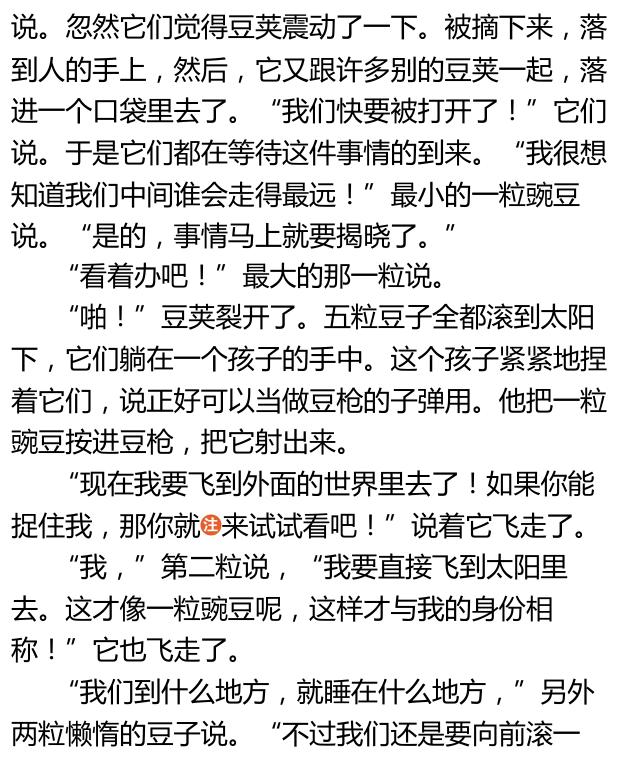 说。忽然它们觉得豆荚震动了一下。被摘下来，落
到人的手上，然后，它又跟许多别的豆荚一起，落
进一个口袋里去了。“我们快要被打开了！”它们
说。于是它们都在等待这件事情的到来。“我很想
知道我们中间谁会走得最远！”最小的一粒豌豆
说。“是的，事情马上就要揭晓了。”
“看着办吧！”最大的那一粒说。
“啪！”豆荚裂开了。五粒豆子全都滚到太阳
下，它们躺在一个孩子的手中。这个孩子紧紧地捏
着它们，说正好可以当做豆枪的子弹用。他把一粒
豌豆按进豆枪，把它射出来。
“现在我要飞到外面的世界里去了！如果你能
捉住我，那你就注来试试看吧！”说着它飞走了。
“我，”第二粒说，“我要直接飞到太阳里
去。这才像一粒豌豆呢，这样才与我的身份相
称！”它也飞走了。
“我们到什么地方，就睡在什么地方，”另外
两粒懒惰的豆子说。“不过我们还是要向前滚一